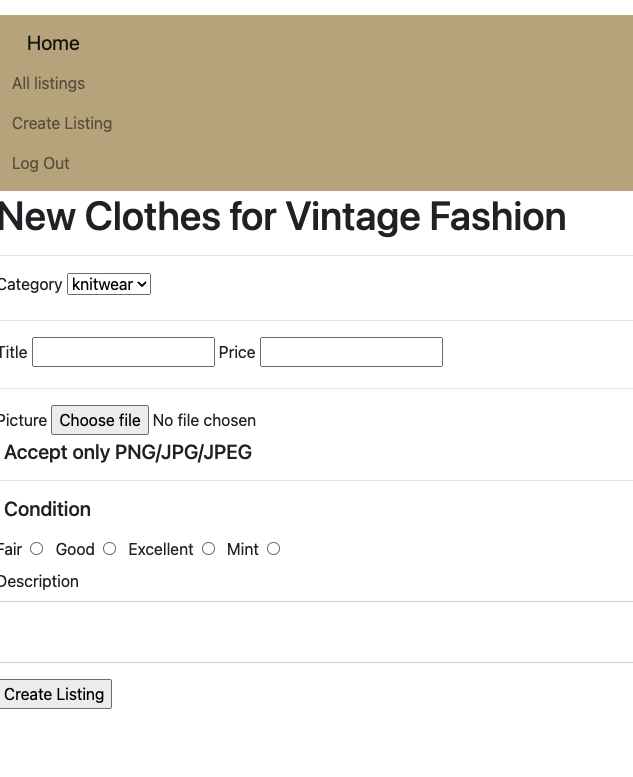 Home
All listings
Create Listing
Log Out
New Clothes for Vintage Fashion
Category knitwear
Title Price
Picture Choose file No file chosen
Accept only PNG/JPG/JPEG
Condition
Fair Good Excellent Mint
Description
Create Listing